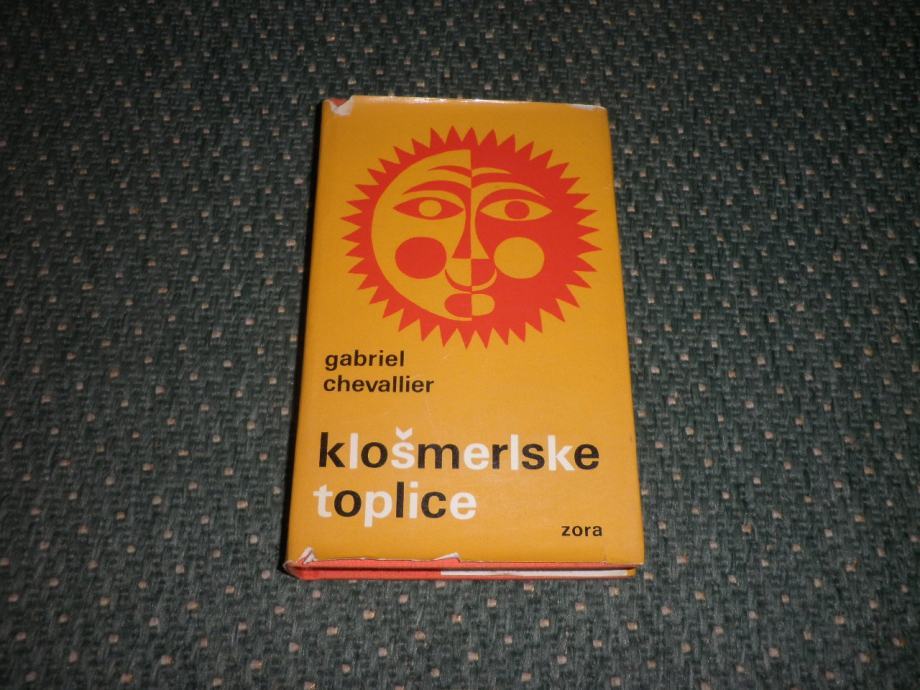 gabriel
chevallier
klošmerlske
toplice
zora